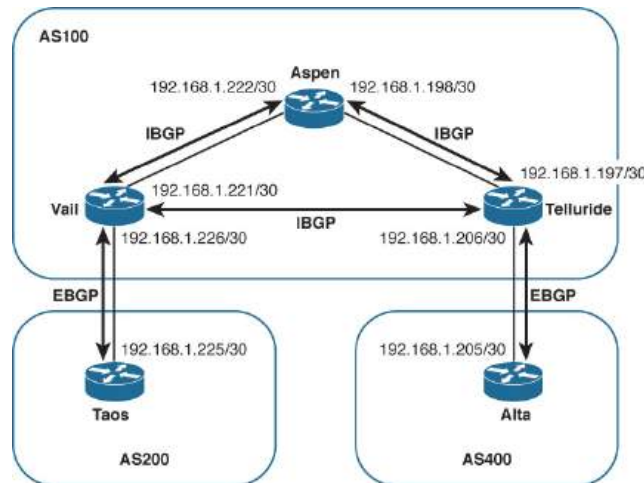 AS100
Aspen
192.168.1.222/30
192.168.1.198/30
IBGP
IBGP
192.168.1.197/30
192.168.1.221/30
Vail
Telluride
IBGP
192.168.1.226/30
192.168.1.206/30
EBGP
EBGP
192.168.1.225/30
192.168.1.205/30
Taos
Alta
AS200
AS400